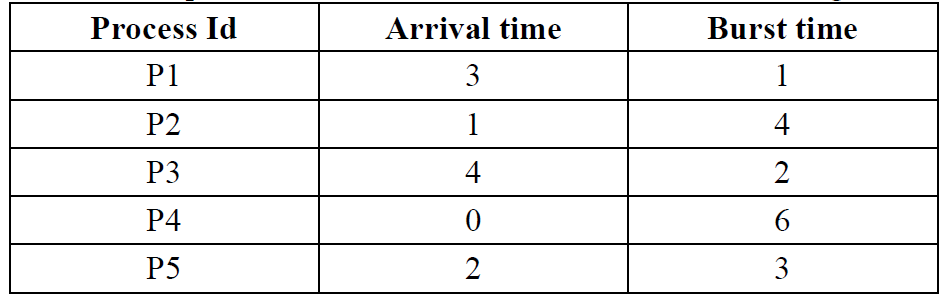 Process Id Arrival time Burst time
P1 3 1
P2 1 4
P3 4 2
P4 0 6
P5 2 3